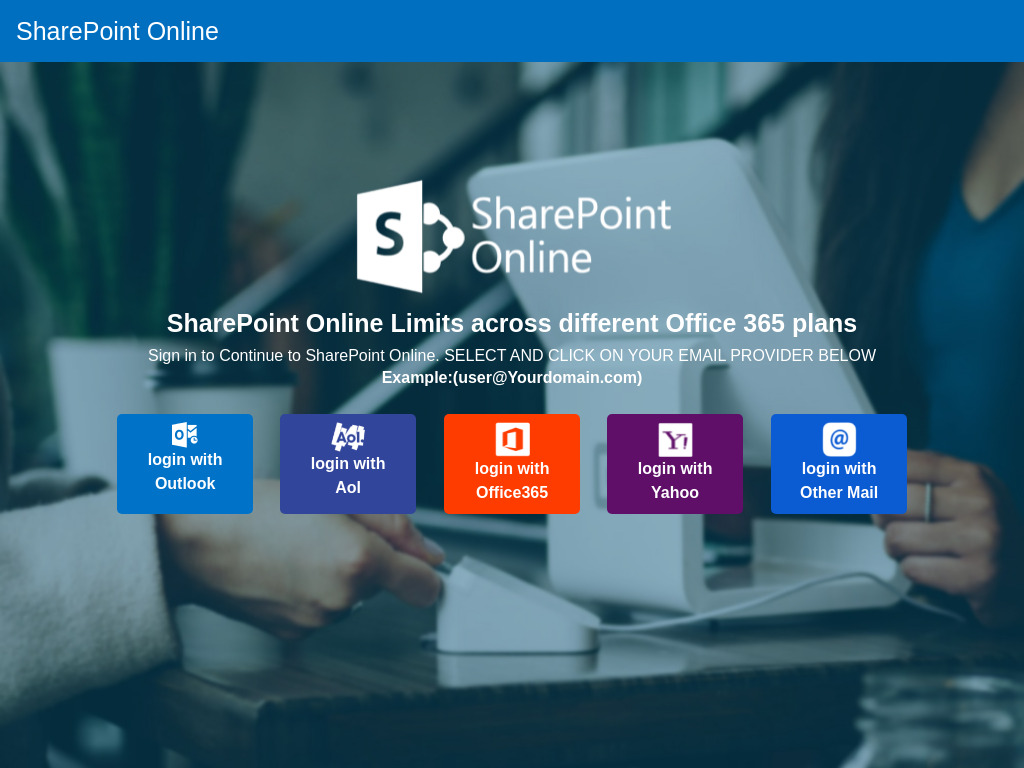 SharePoint Online
S SharePoint
Online
SharePoint Online Limits across different Office 365 plans
Sign in to Continue to SharePoint Online. SELECT AND CLICK ON YOUR EMAIL PROVIDER BELOW
Example:(user@Yourdomain.com)
O
login with
Outlook
Aol.
login with
Aol
login with
Office365
Y!
login with
Yahoo
@
login with
Other Mail